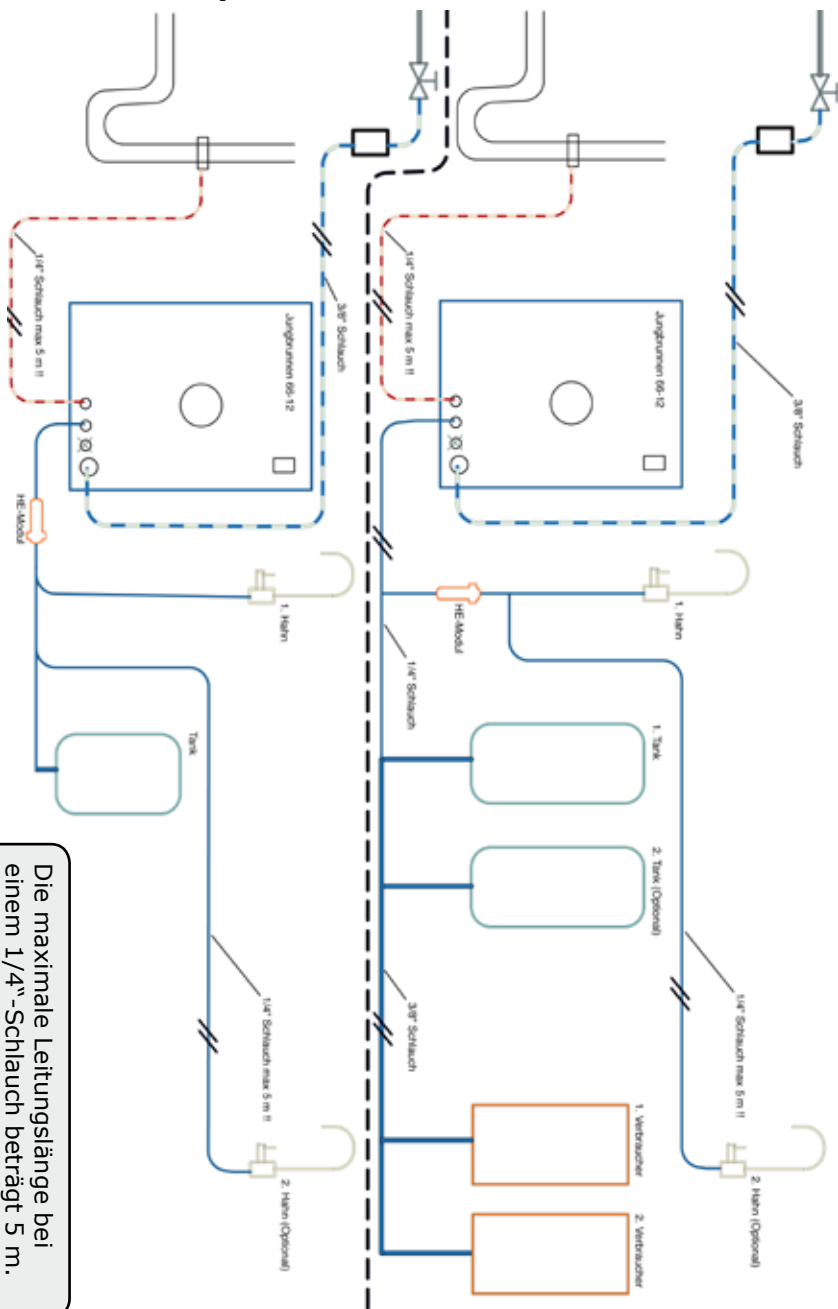 3/8" Schlauch
Jungbrunnen 66-12
1/4" Schlauch max 5 m !!
1. Hahn
HE-Modul
1/4" Schlauch
1/4" Schlauch max 5 m !!
2. Hahn (Optional)
1. Tank
2. Tank (Optional)
3/8" Schlauch
1. Verbraucher
2. Verbraucher
3/8" Schlauch
Jungbrunnen 66-12
1/4" Schlauch max 5 m !!
HE-Modul
1. Hahn
Tank
1/4" Schlauch max 5 m !!
2. Hahn (Optional)
Die maximale Leitungslänge bei
einem 1/4“-Schlauch beträgt 5 m.